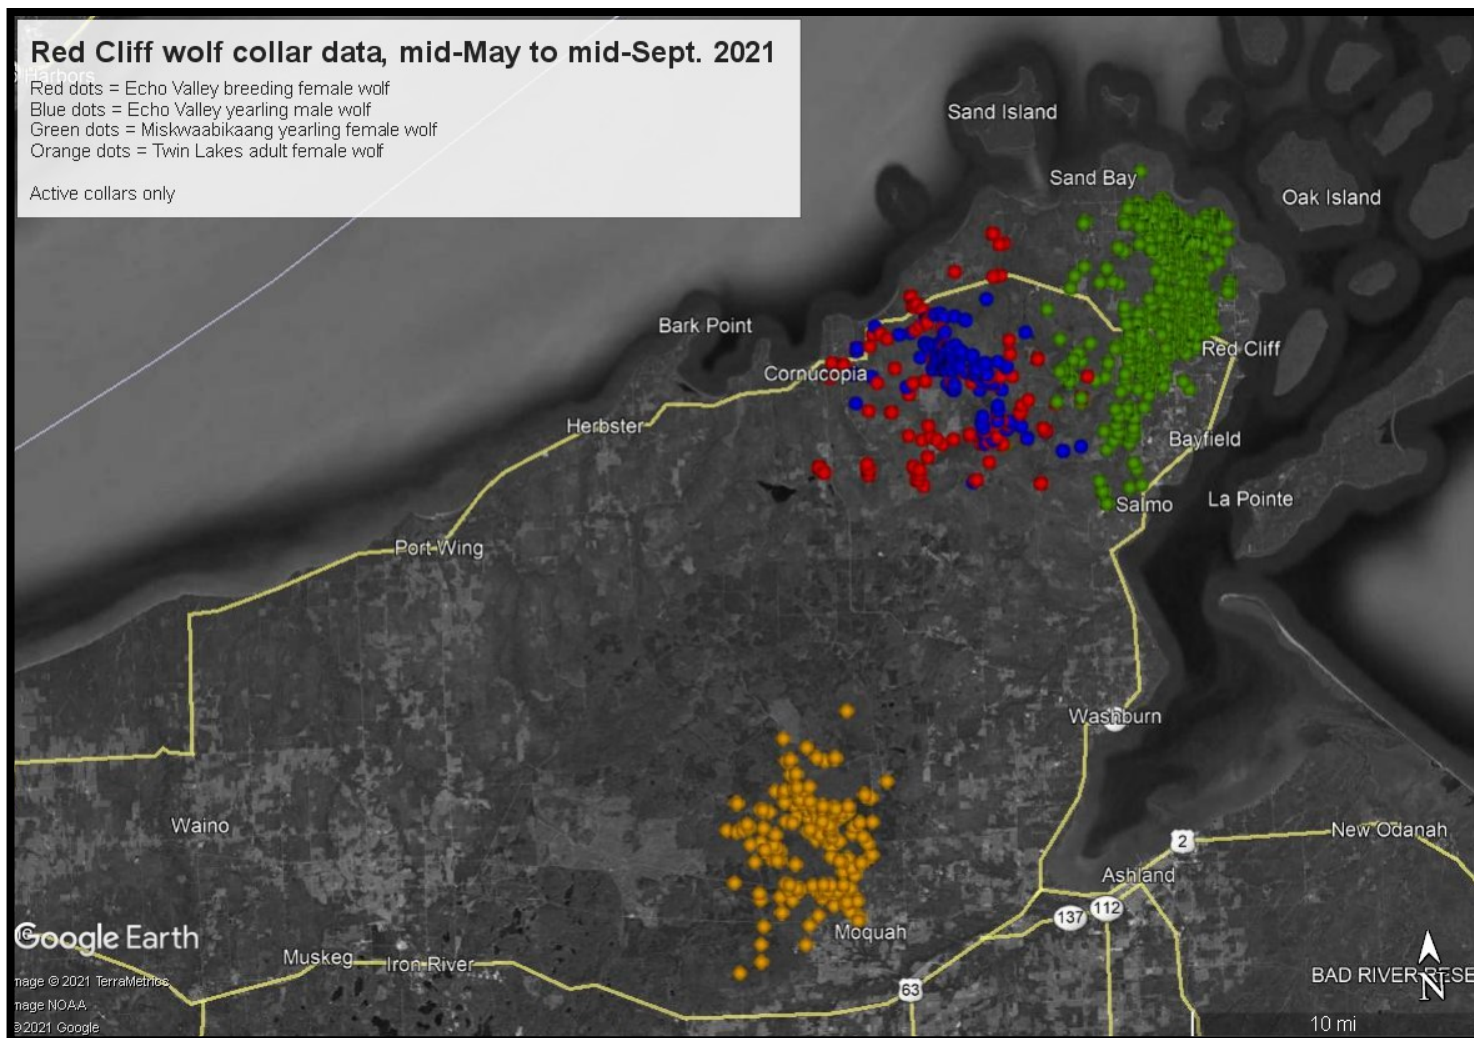 Red Cliff wolf collar data, mid-May to mid-Sept. 2021
Harbors
Red dots = Echo Valley breeding female wolf
Blue dots = Echo Valley yearling male wolf
Green dots = Miskwaabikaang yearling female wolf
Orange dots = Twin Lakes adult female wolf
Active collars only
Sand Island
Sand Bay
Oak Island
Bark Point
Red Cliff
Cornucopia
Herbster
Bayfield
La Pointe
Salmo
Port Wing
Washburn
Waino
New Odanah
2
Ashland
112
137
Moquah
Google Earth
Muskeg
Iron River
BAD RIVER RESE
N
63
mage © 2021 TerraMetrics
mage NOAA
©2021 Google
10 mi